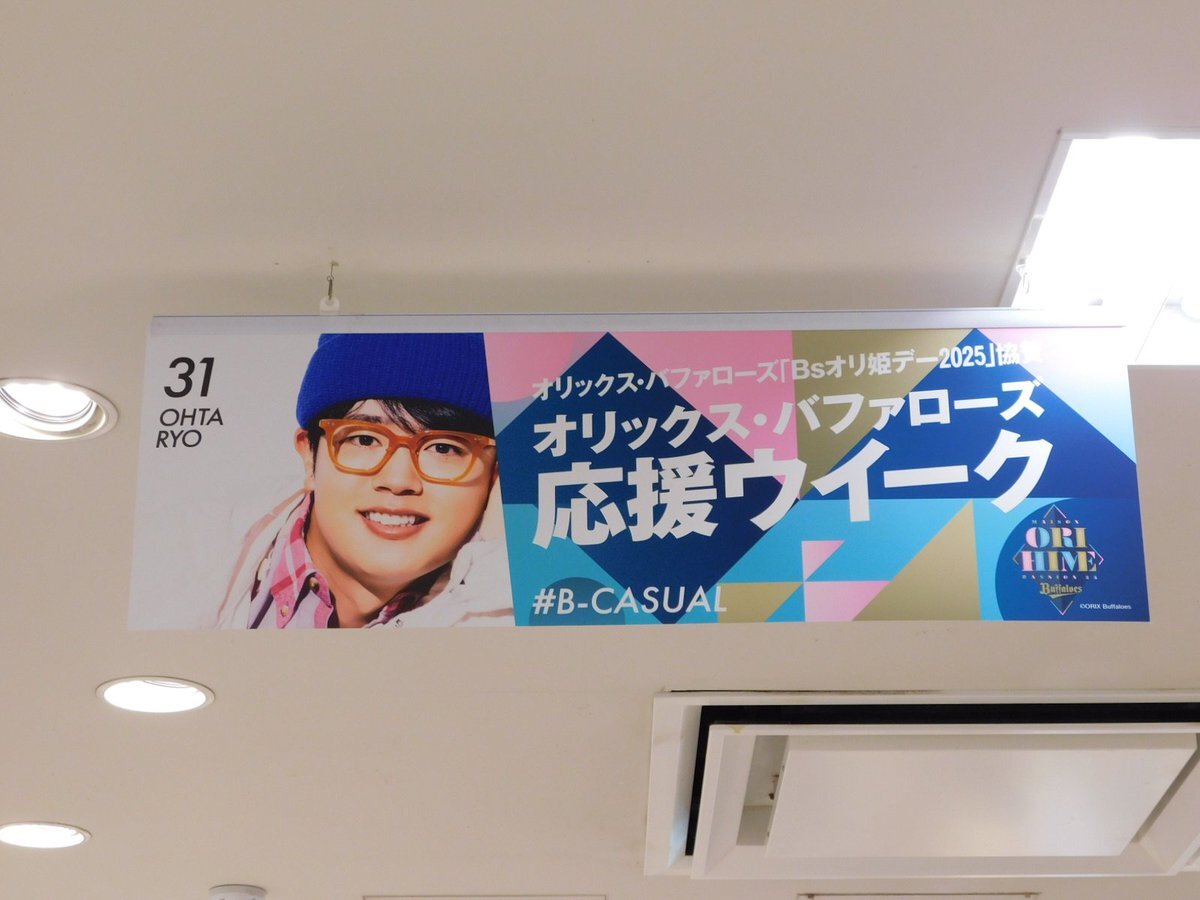 31
OHTA
RYO
オリックス・バファローズ「Bsオリ姫デー2025」協賛
オリックス・バファローズ
応援ウイーク
#B-CASUAL
MAISON
ORI
HIME
Buffaloes
©ORIX Buffaloes